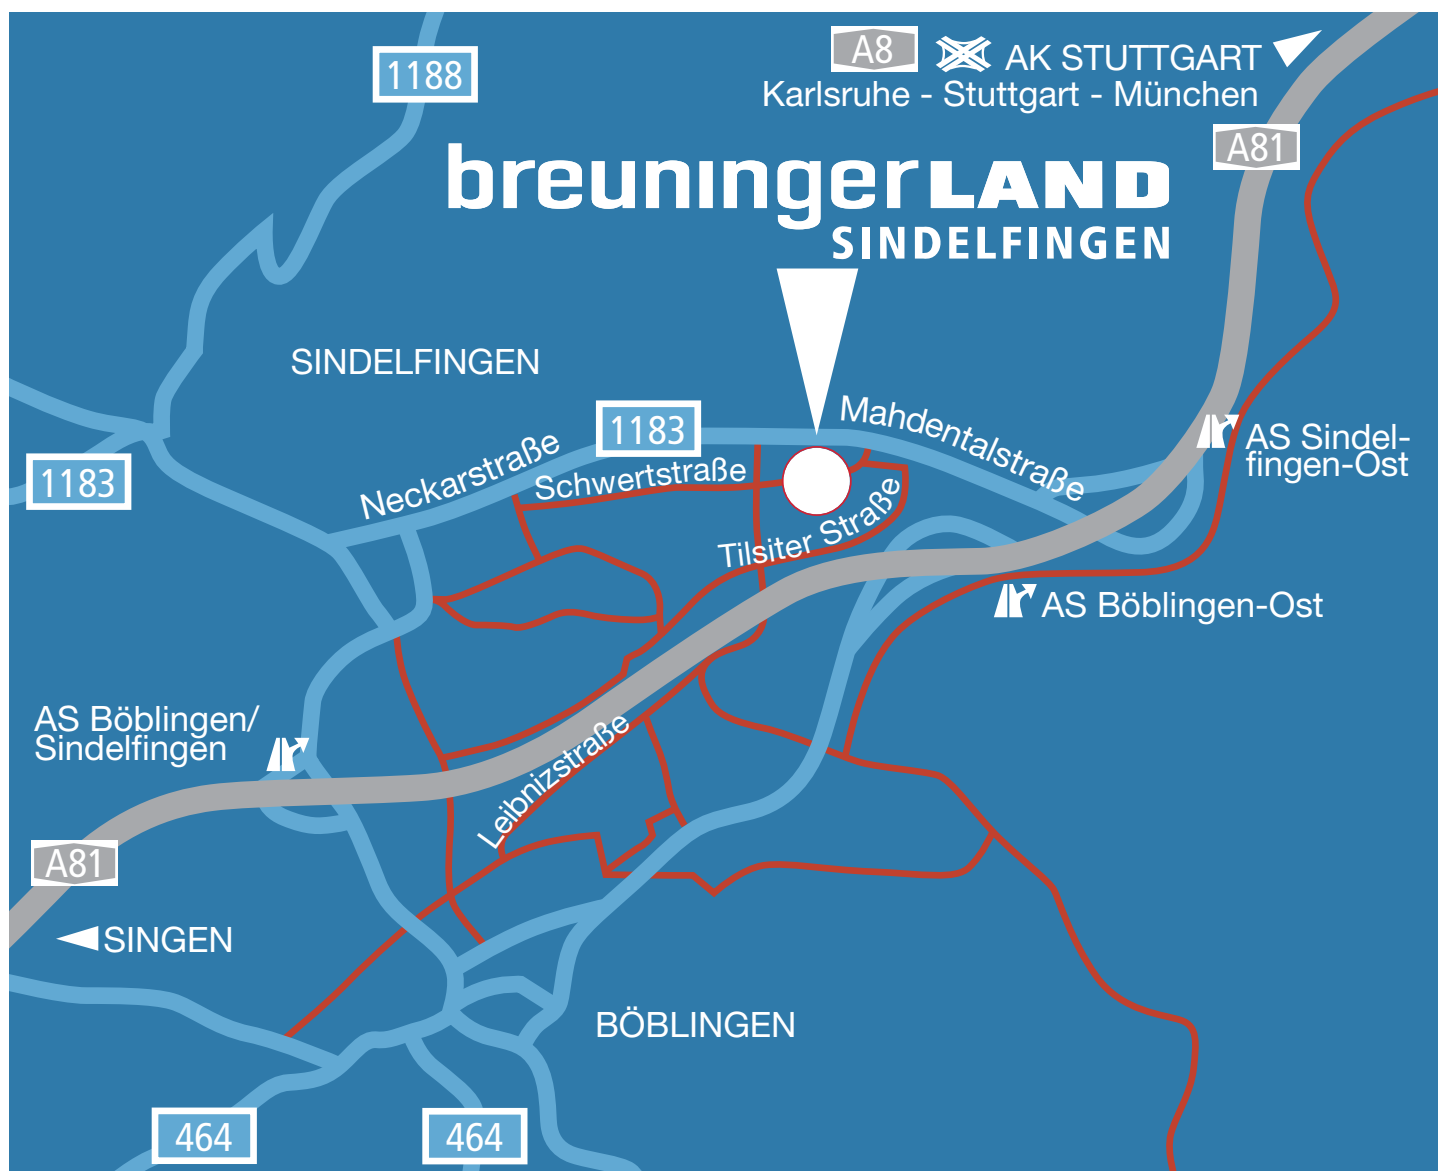 1188
A8 AK STUTTGART
Karlsruhe - Stuttgart - München
A81
breuningerLAND
SINDELFINGEN
SINDELFINGEN
1183
Mahdentalstraße
AS Sindel-
fingen-Ost
1183
Neckarstraße
Schwertstraße
Tilsiter Straße
AS Böblingen-Ost
AS Böblingen/
Sindelfingen
Leibnizstraße
A81
SINGEN
BÖBLINGEN
464
464